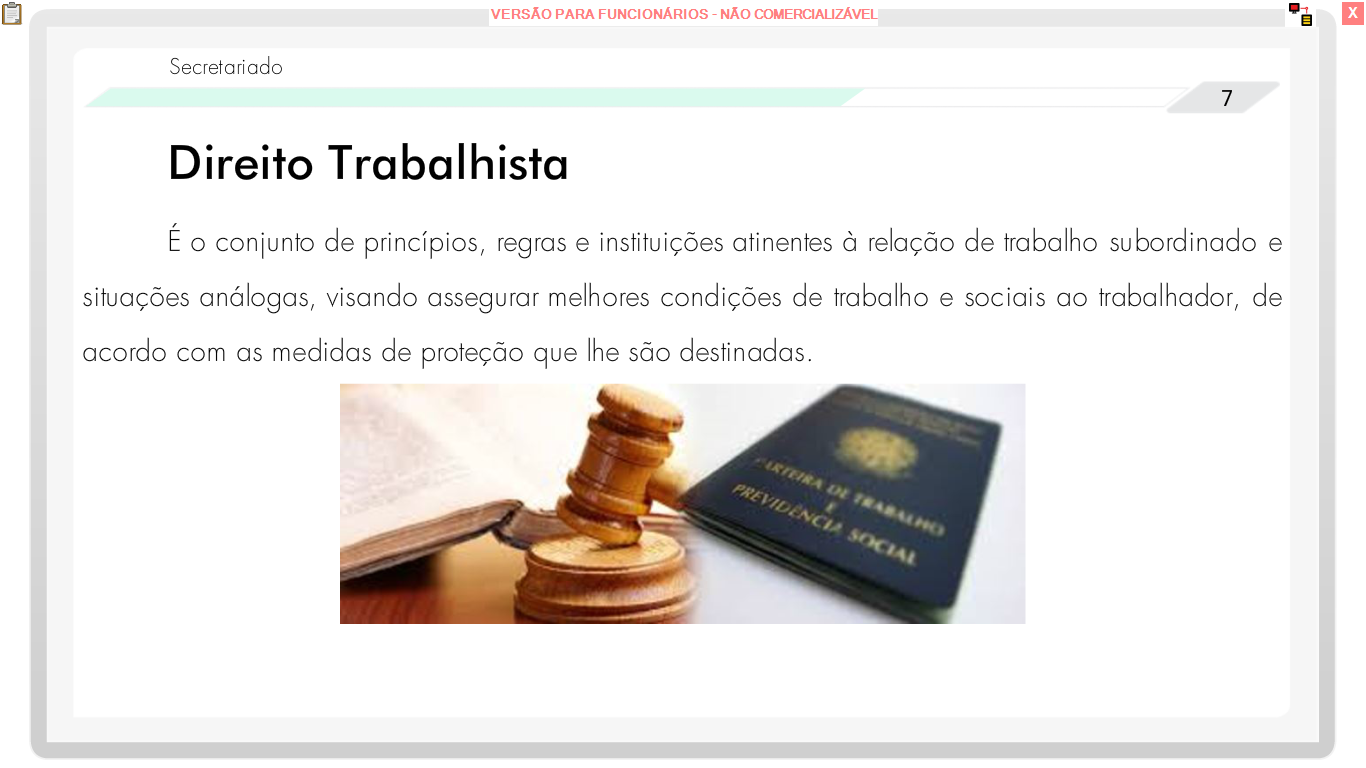 VERSÃO PARA FUNCIONÁRIOS - NÃO COMERCIALIZÁVEL
X
Secretariado
7
Direito Trabalhista
É o conjunto de princípios, regras e instituições atinentes à relação de trabalho subordinado e
situações análogas, visando assegurar melhores condições de trabalho e sociais ao trabalhador, de
acordo com as medidas de proteção que lhe são destinadas.
CARTEIRA DE TRABALHO
E
PREVIDÊNCIA SOCIAL